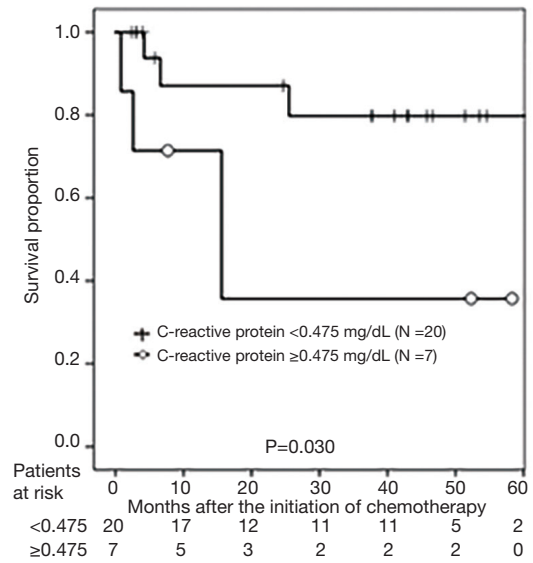 1.0
0.8
0.6
0.4
0.2
0.0
Survival proportion
C-reactive protein <0.475 mg/dL (N =20)
C-reactive protein ≥0.475 mg/dL (N =7)
P=0.030
Patients
at risk
0 10 20 30 40 50 60
Months after the initiation of chemotherapy
<0.475 20 17 12 11 11 5 2
≥0.475 7 5 3 2 2 2 0